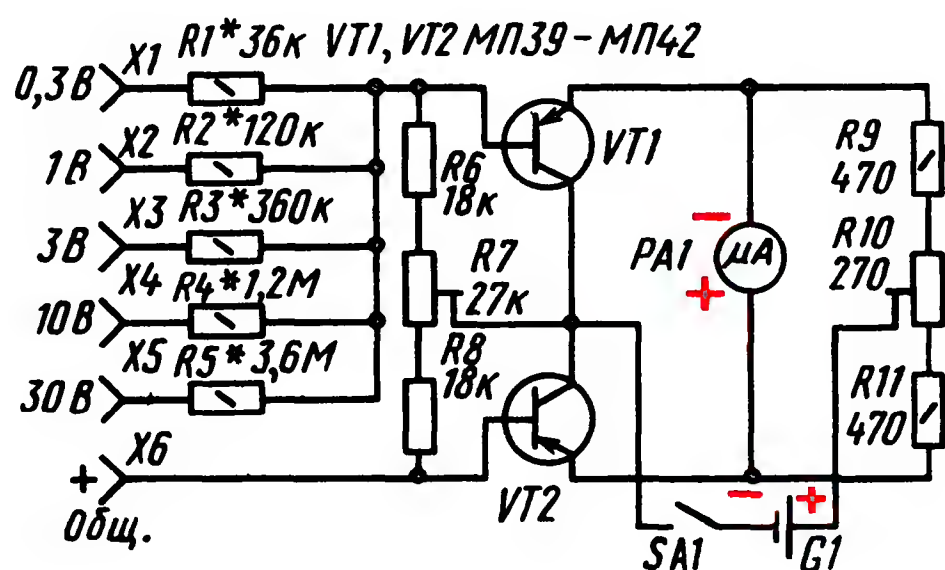 R1* 36к VT1, VT2 МП39 – МП42
0,3В X1
R2* 120к
1В X2
R3* 360к
3В X3
R4* 1,2М
10В X4
R5* 3,6М
30В X5
+ X6
Общ.
R6
18к
R7
27к
R8
18к
VT1
VT2
–
PA1 μA
+
R9
470
R10
270
R11
470
– +
SA1 G1